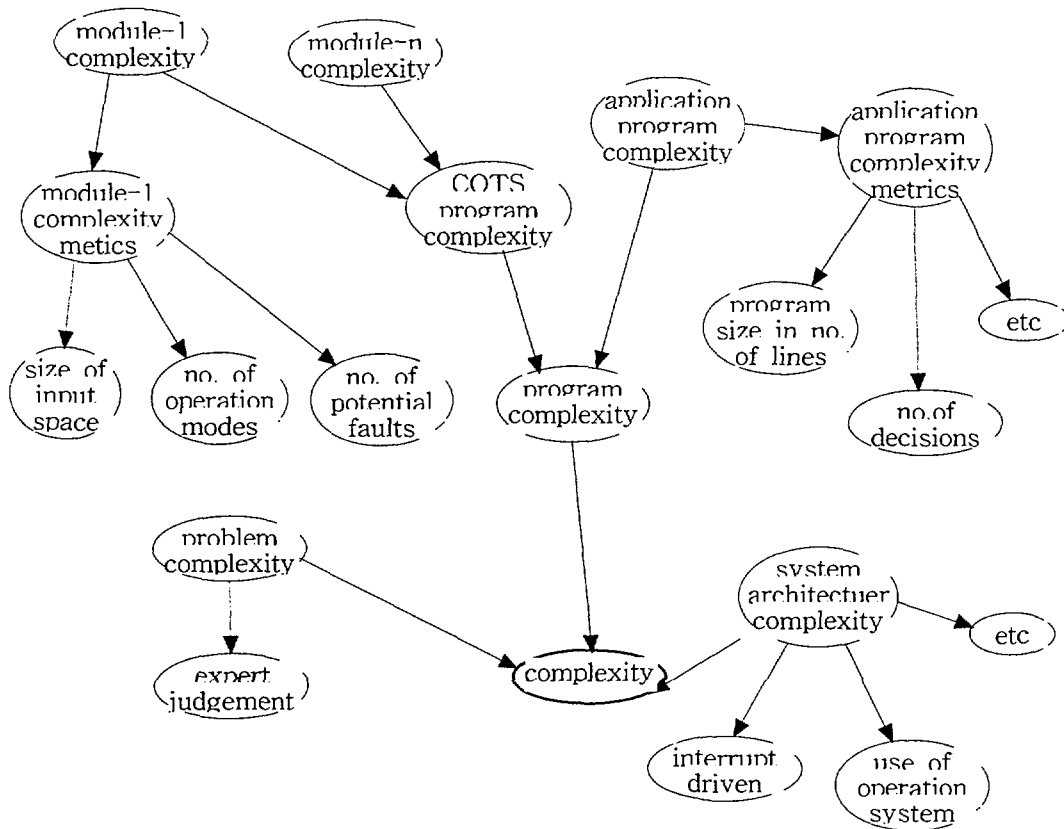 module-1
complexity
module-n
complexity
application
program
complexity
application
program
complexity
metrics
module-1
complexity
metics
COTS
program
complexity
size of
input
space
no. of
operation
modes
no. of
potential
faults
program
complexity
program
size in no.
of lines
etc
no.of
decisions
problem
complexity
system
architectuer
complexity
etc
expert
judgement
complexity
interrupt
driven
use of
operation
system